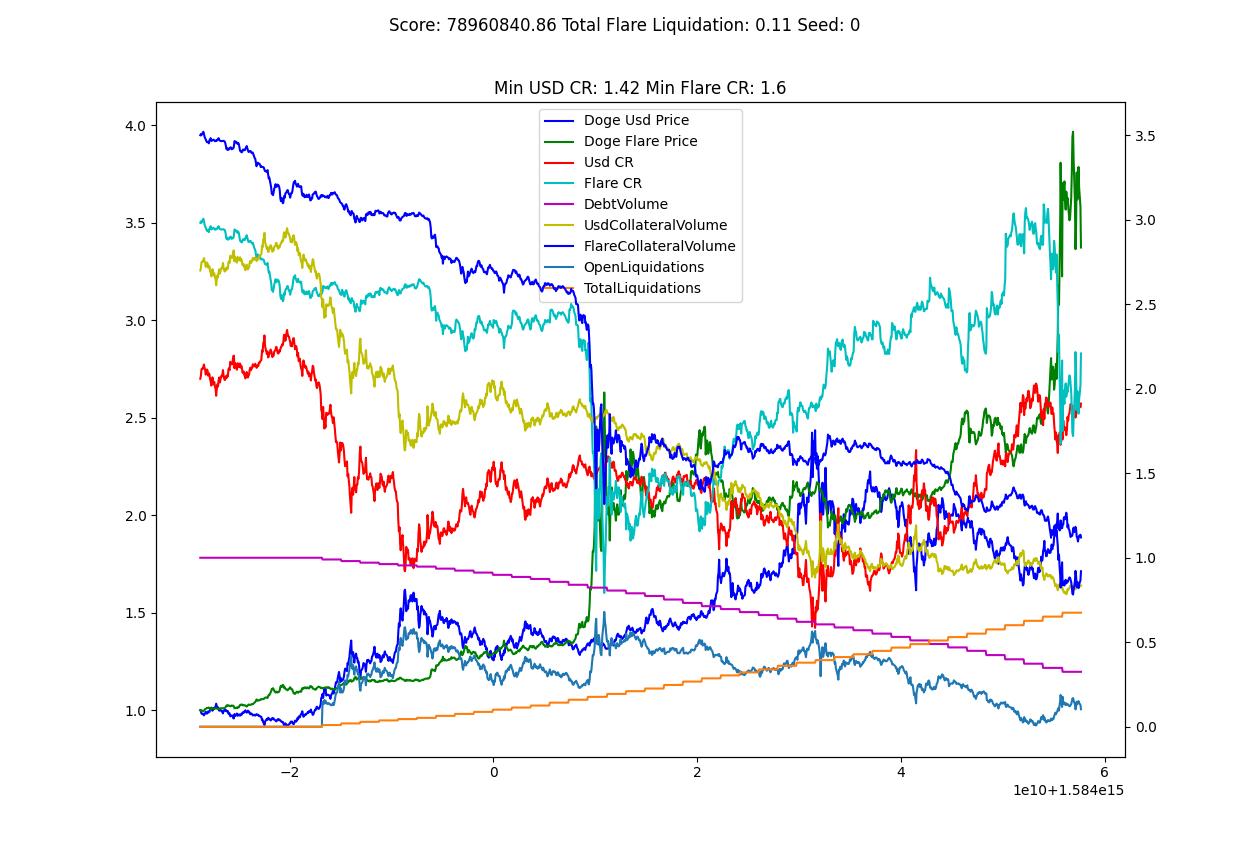 Score: 78960840.86 Total Flare Liquidation: 0.11 Seed: 0
Min USD CR: 1.42 Min Flare CR: 1.6
Doge Usd Price
Doge Flare Price
Usd CR
Flare CR
DebtVolume
UsdCollateralVolume
FlareCollateralVolume
OpenLiquidations
TotalLiquidations
4.0
3.5
3.0
2.5
2.0
1.5
1.0
3.5
3.0
2.5
2.0
1.5
1.0
0.5
0.0
−2 0 2 4 6
1e10+1.584e15